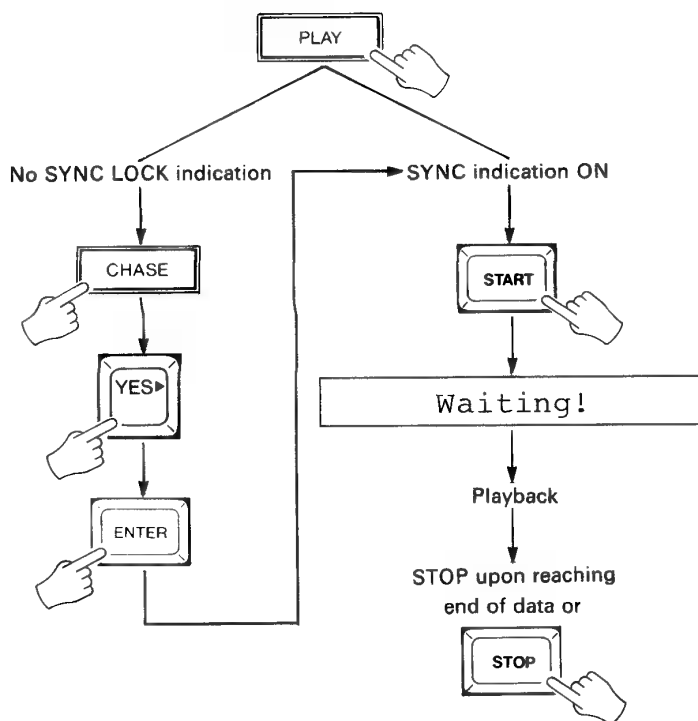 PLAY
No SYNC LOCK indication
SYNC indication ON
CHASE
START
YES▶
Waiting!
ENTER
Playback
STOP upon reaching
end of data or
STOP